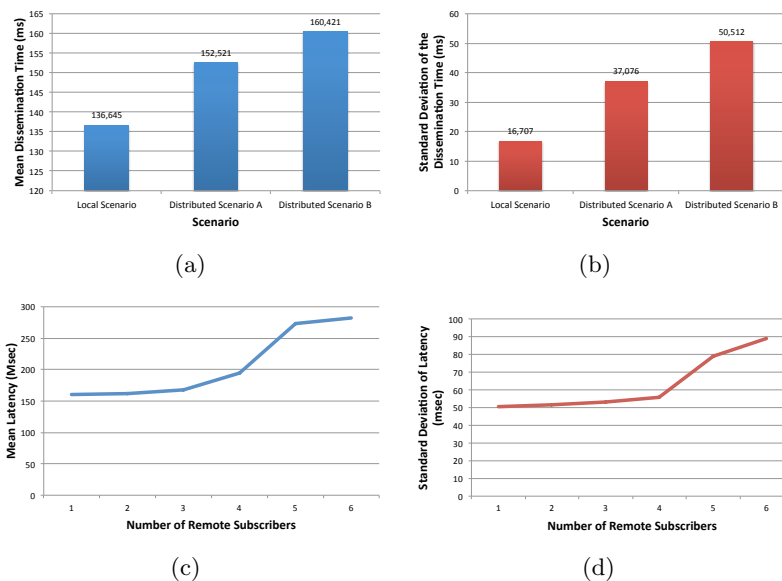 Mean Dissemination Time (ms)
165
160
155
150
145
140
135
130
125
120
136,645
152,521
160,421
Local Scenario
Distributed Scenario A
Distributed Scenario B
Scenario
(a)
Standard Deviation of the
Dissemination Time (ms)
60
50
40
30
20
10
0
16,707
37,076
50,512
Local Scenario
Distributed Scenario A
Distributed Scenario B
Scenario
(b)
Mean Latency (Msec)
300
250
200
150
100
50
0
1 2 3 4 5 6
Number of Remote Subscribers
(c)
Standard Deviation of Latency
(msec)
100
90
80
70
60
50
40
30
20
10
0
1 2 3 4 5 6
Number of Remote Subscribers
(d)